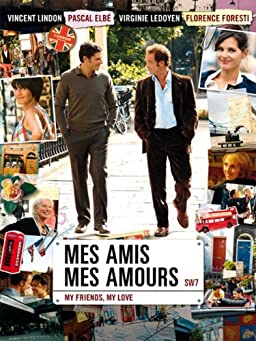 VINCENT LINDON PASCAL ELBÉ VIRGINIE LEDOYEN FLORENCE FORESTI
MES AMIS
MES AMOURS SW7
MY FRIENDS, MY LOVE